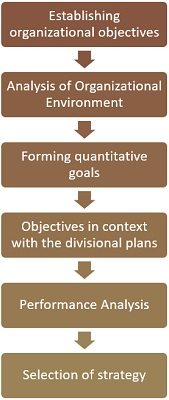 Establishing
organizational objectives
Analysis of Organizational
Environment
Forming quantitative
goals
Objectives in context
with the divisional plans
Performance Analysis
Selection of strategy